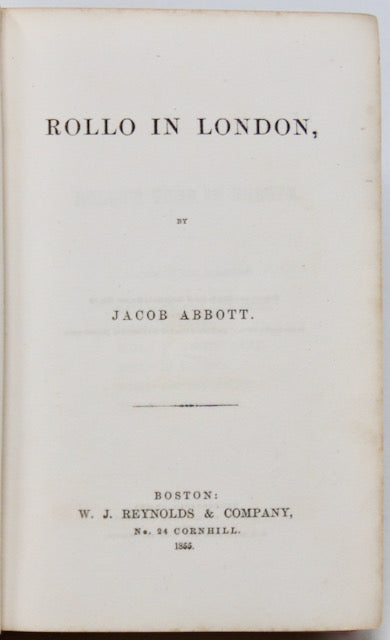 ROLLO IN LONDON,
BY
JACOB ABBOTT.
BOSTON:
W. J. REYNOLDS & COMPANY,
No. 24 CORNHILL.
1855.